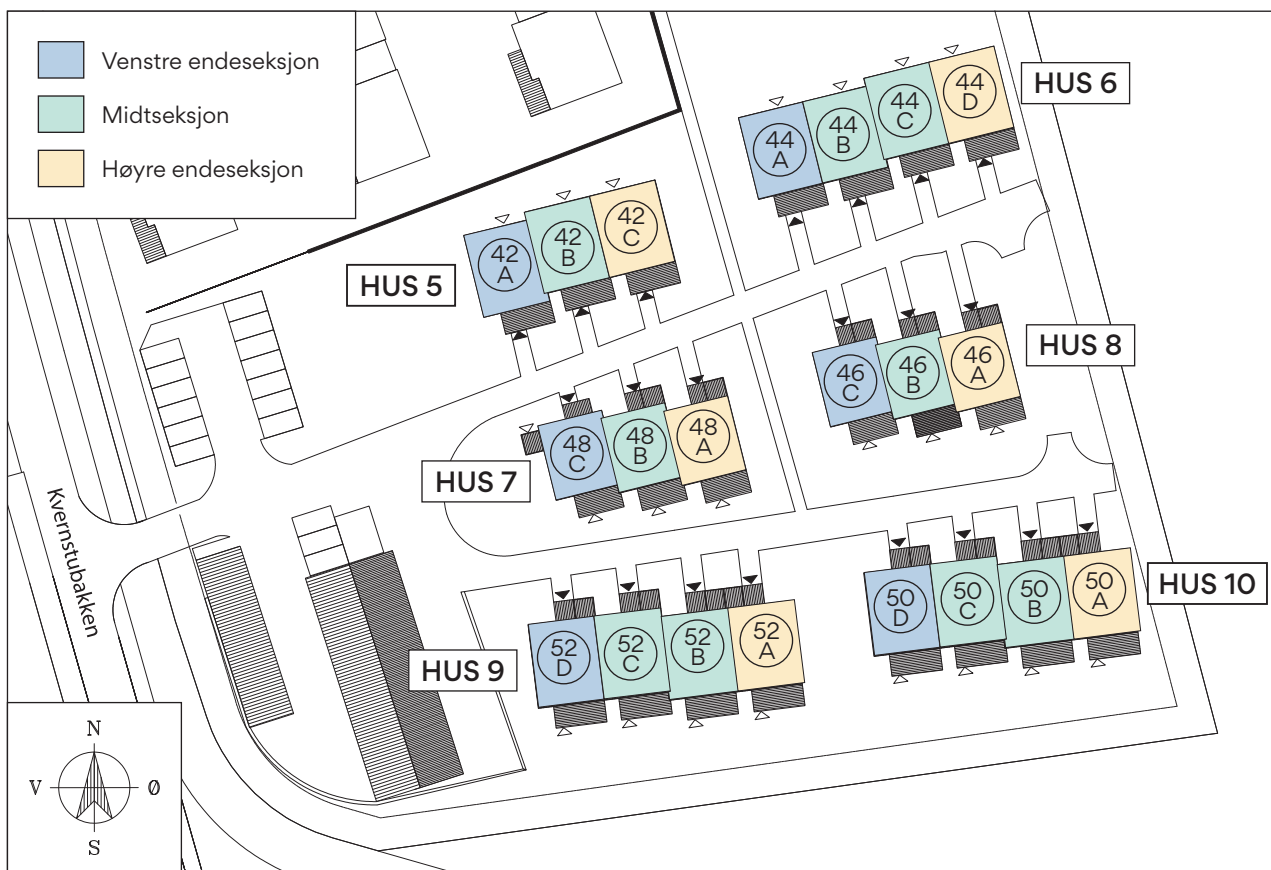 Venstre endeseksjon
Midtseksjon
Høyre endeseksjon
HUS 6
44
A
44
B
44
C
44
D
HUS 5
42
A
42
B
42
C
HUS 8
46
C
46
B
46
A
HUS 7
48
C
48
B
48
A
HUS 10
50
D
50
C
50
B
50
A
HUS 9
52
D
52
C
52
B
52
A
Kvernstubakken
N
V
Ø
S